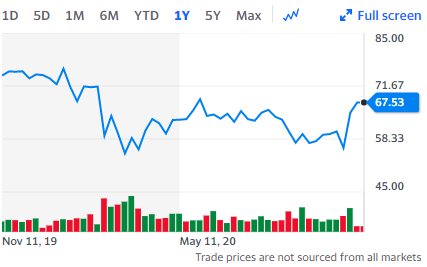 1D 5D 1M 6M YTD 1Y 5Y Max Full screen
85.00
71.67
67.53
58.33
45.00
Nov 11, 19 May 11, 20
Trade prices are not sourced from all markets